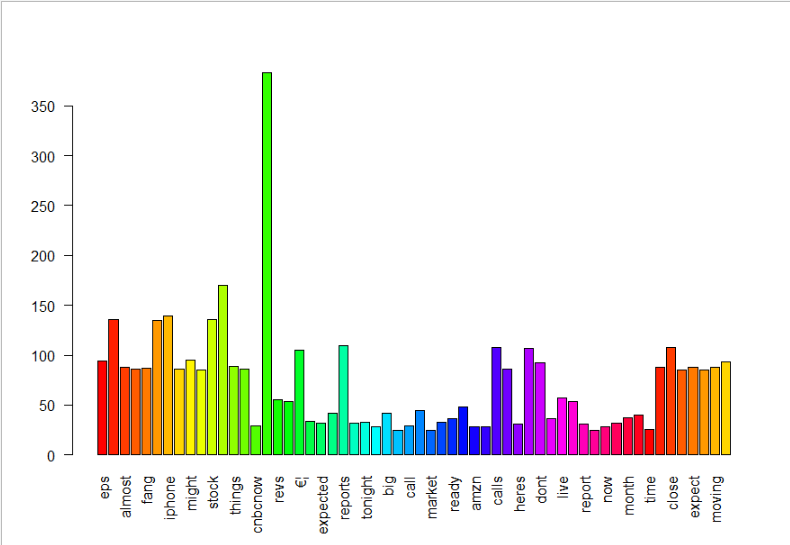 350
300
250
200
150
100
50
0
eps
almost
fang
iphone
might
stock
things
cnbcnow
revs
€¦
expected
reports
tonight
big
call
market
ready
amzn
calls
heres
dont
live
report
now
month
time
close
expect
moving